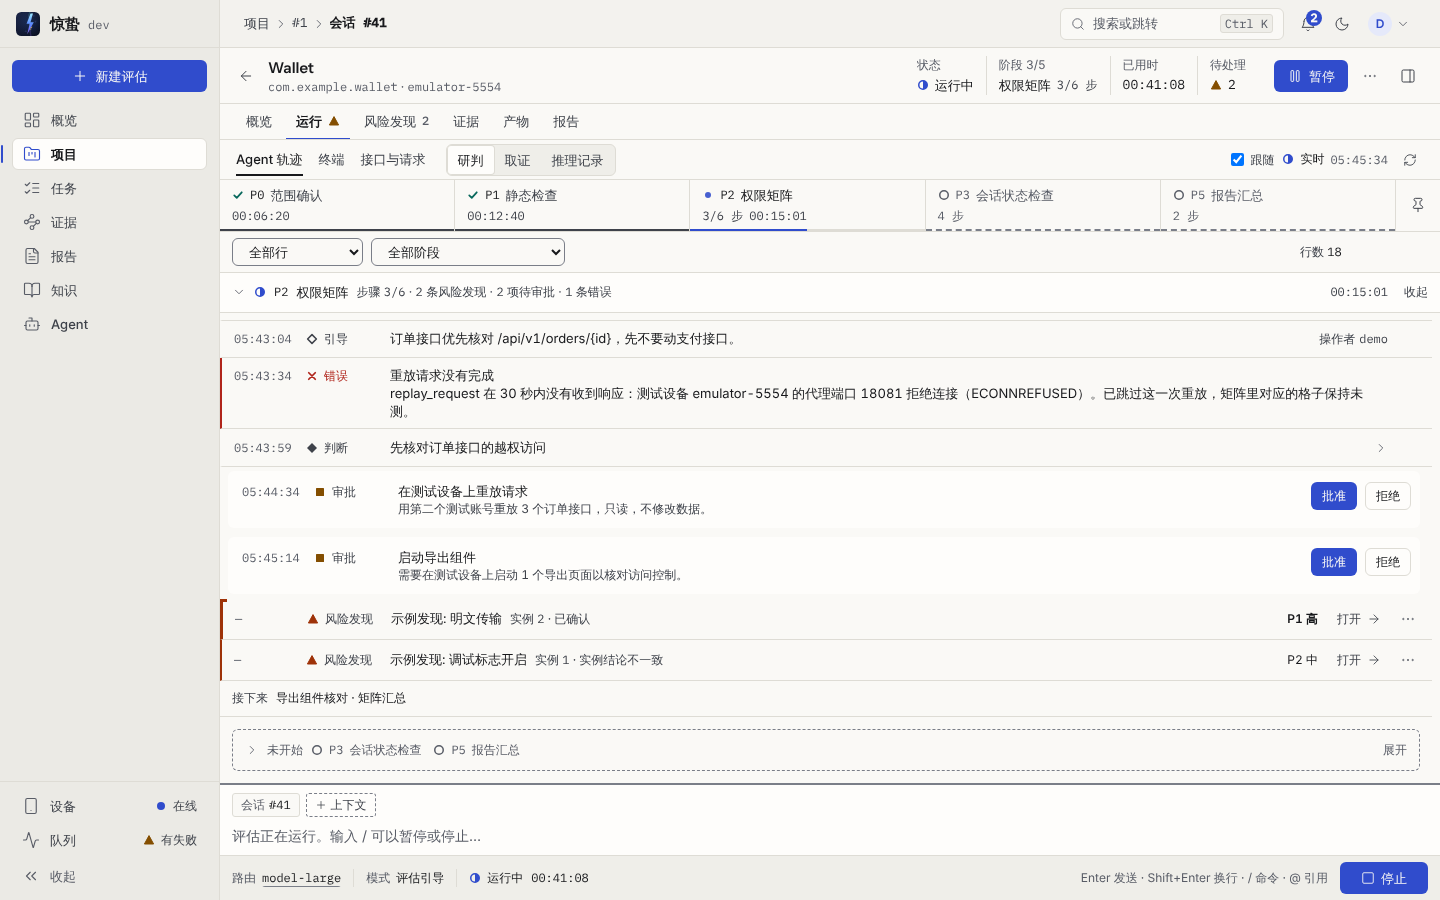 惊蛰 dev
新建评估
概览
项目
任务
证据
报告
知识
Agent
设备 在线
队列 有失败
收起
项目 #1 会话 #41
搜索或跳转 Ctrl K
2
D
Wallet
com.example.wallet · emulator-5554
状态
运行中
阶段 3/5
权限矩阵 3/6 步
已用时
00:41:08
待处理
2
暂停
概览 运行 风险发现 2 证据 产物 报告
Agent 轨迹 终端 接口与请求 研判 取证 推理记录
跟随 实时 05:45:34
P0 范围确认
00:06:20
P1 静态检查
00:12:40
P2 权限矩阵
3/6 步 00:15:01
P3 会话状态检查
4 步
P5 报告汇总
2 步
全部行 全部阶段 行数 18
P2 权限矩阵 步骤 3/6 · 2 条风险发现 · 2 项待审批 · 1 条错误 00:15:01 收起
05:43:04 引导 订单接口优先核对 /api/v1/orders/{id}，先不要动支付接口。 操作者 demo
05:43:34 错误 重放请求没有完成
replay_request 在 30 秒内没有收到响应：测试设备 emulator-5554 的代理端口 18081 拒绝连接（ECONNREFUSED）。已跳过这一次重放，矩阵里对应的格子保持未
测。
05:43:59 判断 先核对订单接口的越权访问
05:44:34 审批 在测试设备上重放请求 批准 拒绝
用第二个测试账号重放 3 个订单接口，只读，不修改数据。
05:45:14 审批 启动导出组件 批准 拒绝
需要在测试设备上启动 1 个导出页面以核对访问控制。
— 风险发现 示例发现: 明文传输 实例 2 · 已确认 P1 高 打开
— 风险发现 示例发现: 调试标志开启 实例 1 · 实例结论不一致 P2 中 打开
接下来 导出组件核对 · 矩阵汇总
未开始 P3 会话状态检查 P5 报告汇总 展开
会话 #41 上下文
评估正在运行。输入 / 可以暂停或停止...
路由 model-large 模式 评估引导 运行中 00:41:08 Enter 发送 · Shift+Enter 换行 · / 命令 · @ 引用 停止